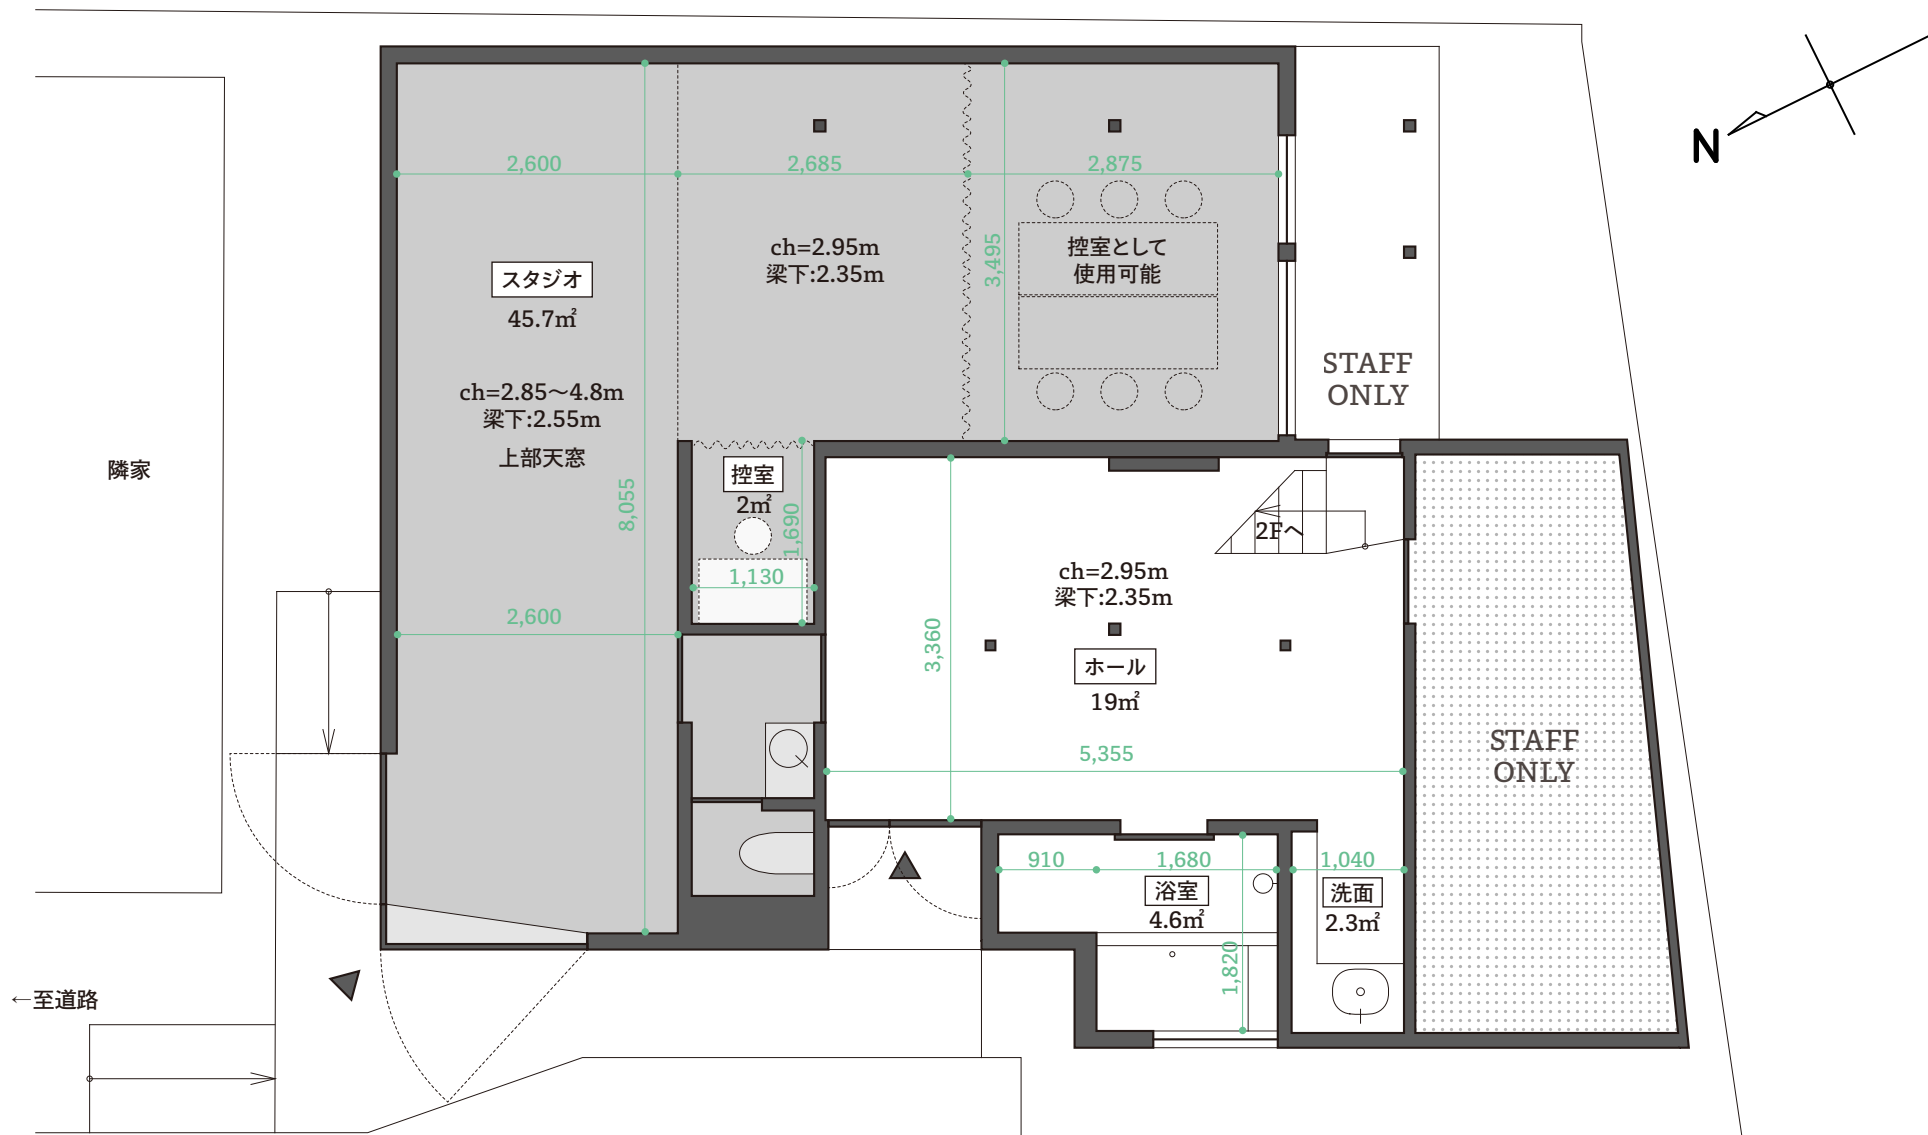 N
2,600
2,685
2,875
ch=2.95m
梁下:2.35m
3,495
控室として
使用可能
スタジオ
45.7㎡
STAFF
ONLY
ch=2.85〜4.8m
梁下:2.55m
上部天窓
隣家
8,055
控室
2㎡
1,690
1,130
2Fへ
ch=2.95m
梁下:2.35m
2,600
3,360
ホール
19㎡
5,355
STAFF
ONLY
910
1,680
1,040
浴室
4.6㎡
洗面
2.3㎡
1,820
←至道路